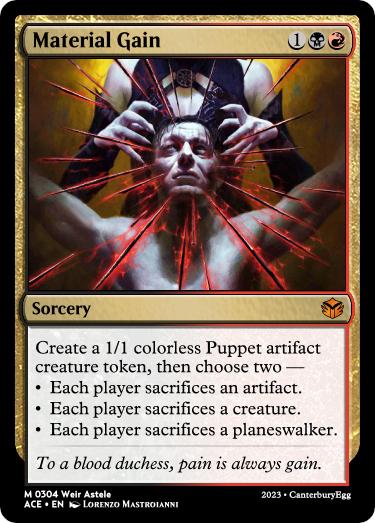 Material Gain 1
Sorcery
Create a 1/1 colorless Puppet artifact
creature token, then choose two —
• Each player sacrifices an artifact.
• Each player sacrifices a creature.
• Each player sacrifices a planeswalker.
To a blood duchess, pain is always gain.
M 0304 Weir Astele
ACE • EN Lorenzo Mastroianni 2023 • CanterburyEgg